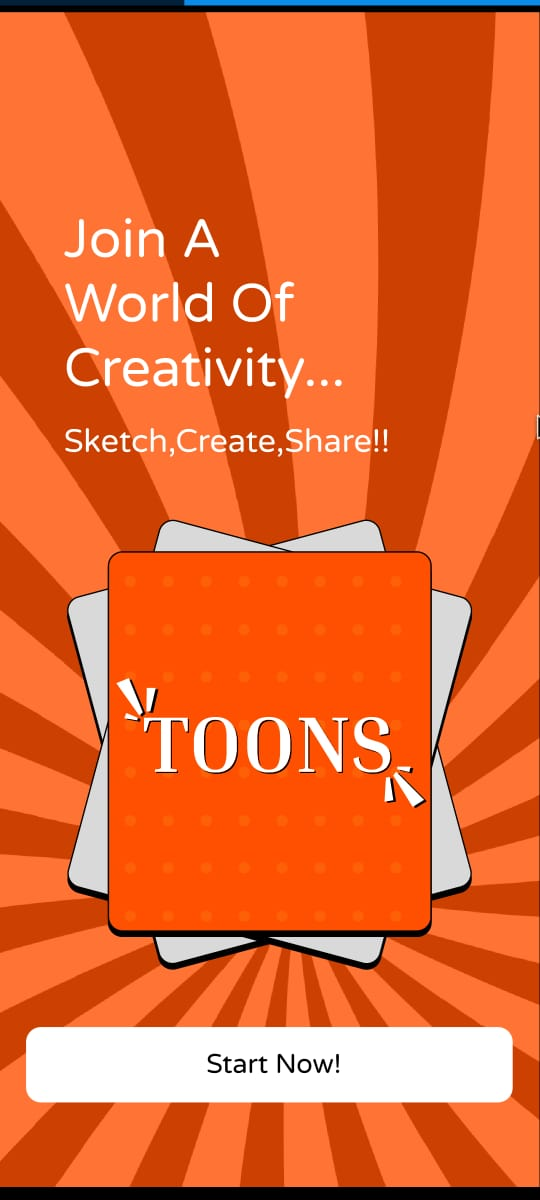 Join A
World Of
Creativity...
Sketch,Create,Share!!
TOONS
Start Now!